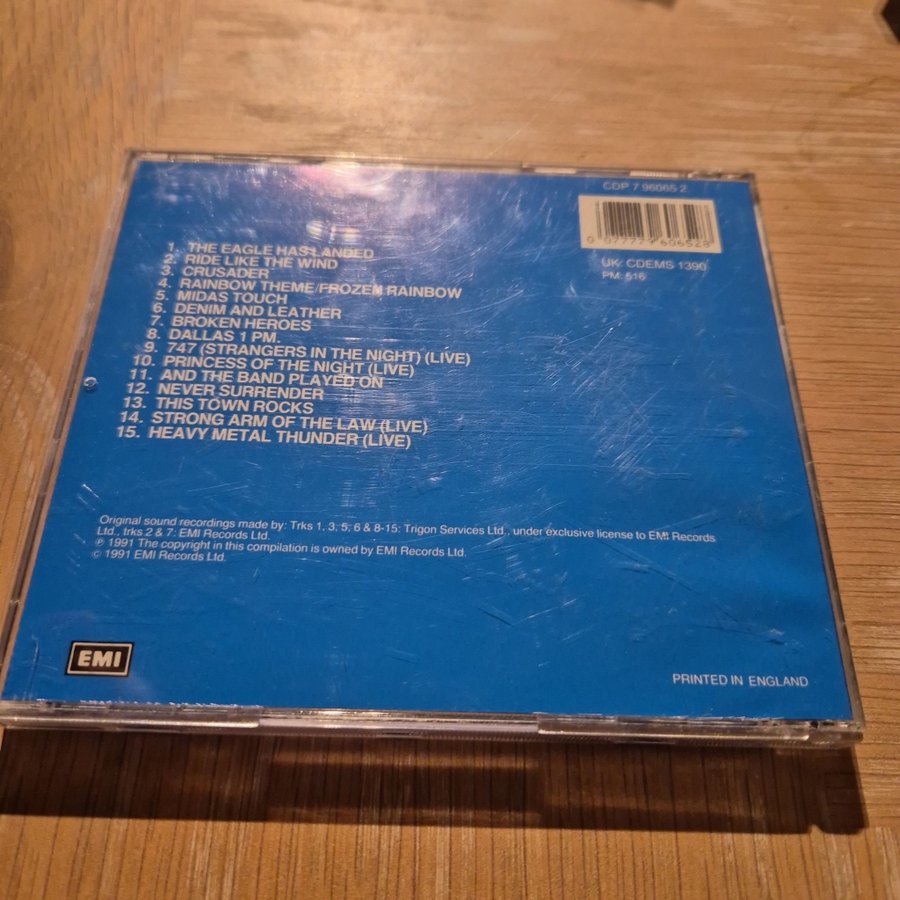 CDP 7 96065 2
0 077779 606528
UK: CDEMS 1390
PM: 516
1. THE EAGLE HAS LANDED
2. RIDE LIKE THE WIND
3. CRUSADER
4. RAINBOW THEME/FROZEN RAINBOW
5. MIDAS TOUCH
6. DENIM AND LEATHER
7. BROKEN HEROES
8. DALLAS 1 PM.
9. 747 (STRANGERS IN THE NIGHT) (LIVE)
10. PRINCESS OF THE NIGHT (LIVE)
11. AND THE BAND PLAYED ON
12. NEVER SURRENDER
13. THIS TOWN ROCKS
14. STRONG ARM OF THE LAW (LIVE)
15. HEAVY METAL THUNDER (LIVE)
Original sound recordings made by: Trks 1, 3, 5, 6 & 8-15: Trigon Services Ltd., under exclusive license to EMI Records
Ltd., trks 2 & 7: EMI Records Ltd.
℗ 1991 The copyright in this compilation is owned by EMI Records Ltd.
© 1991 EMI Records Ltd.
EMI
PRINTED IN ENGLAND